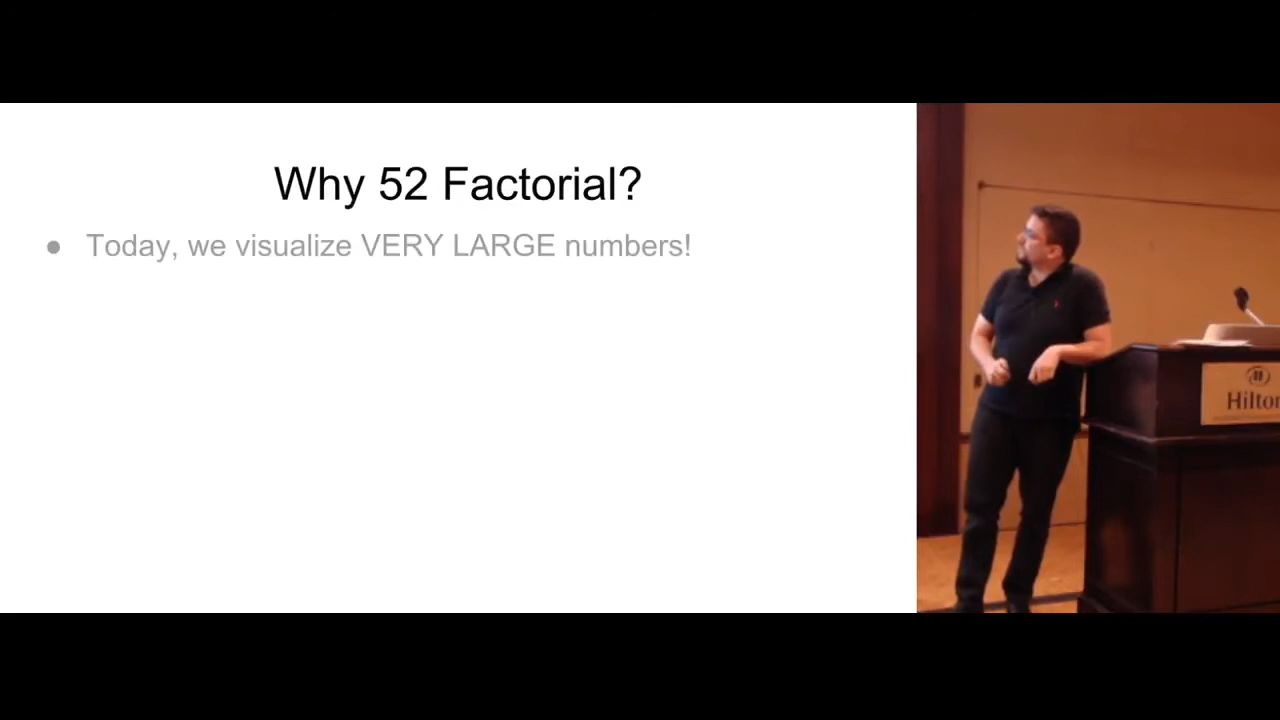 Why 52 Factorial?
● Today, we visualize VERY LARGE numbers!
Hilton